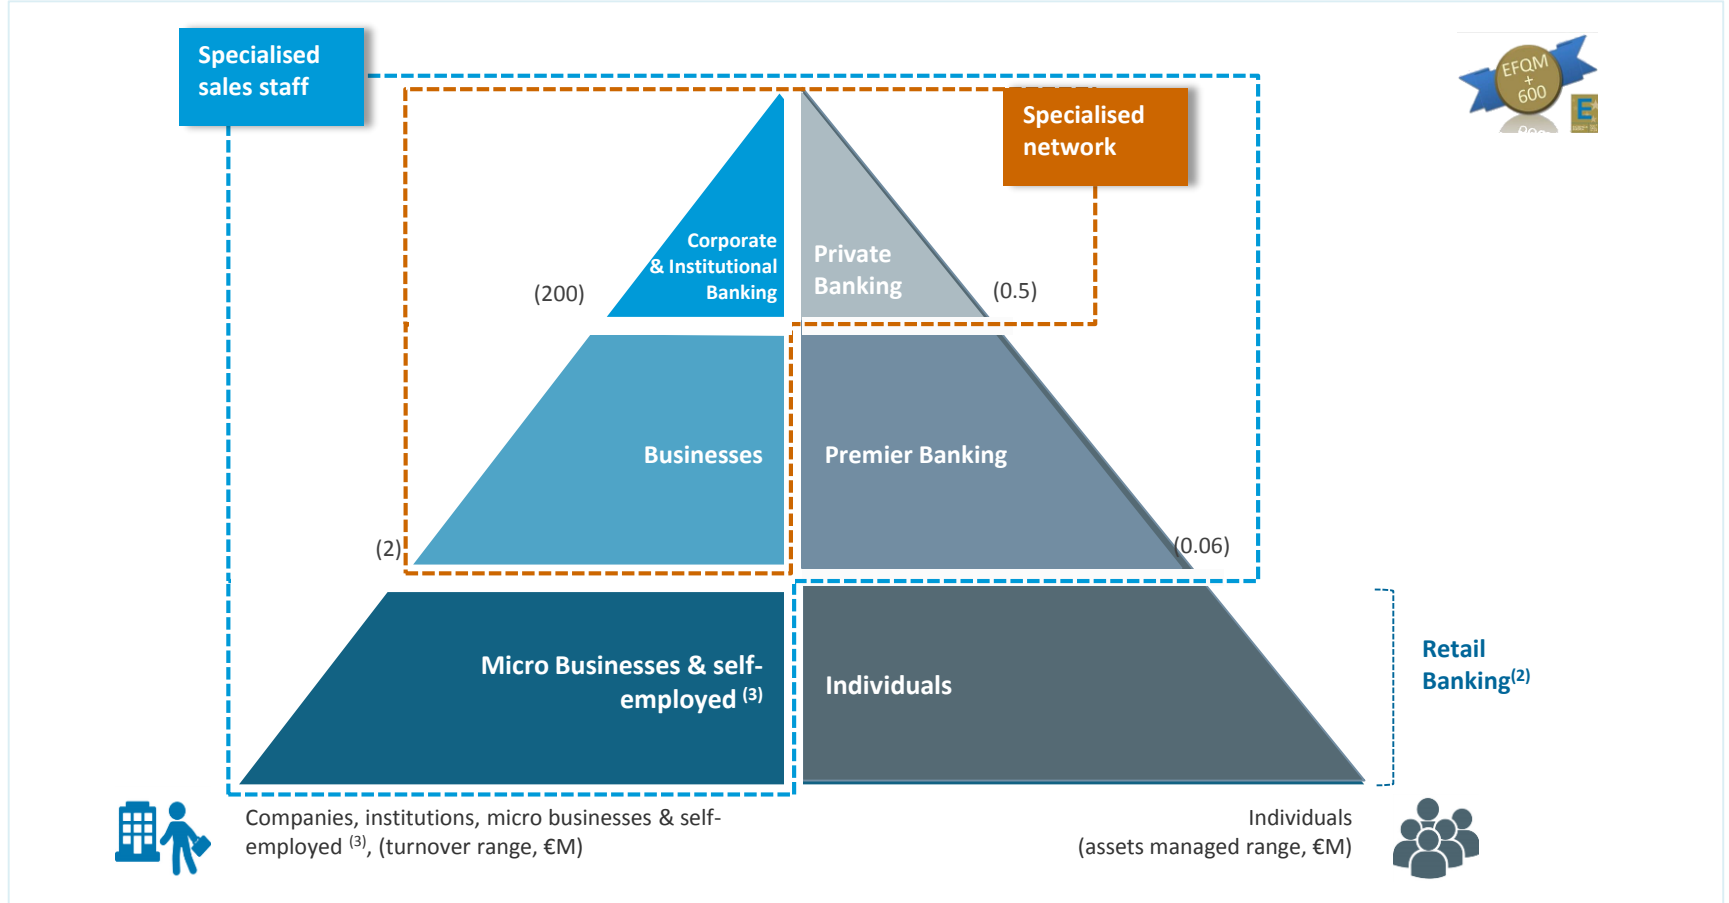 Specialised
sales staff
EFQM
+
600
E
Specialised
network
Corporate
& Institutional
Banking
Private
Banking
(200)
(0.5)
Businesses
Premier Banking
(2)
(0.06)
Micro Businesses & self-
employed (3)
Individuals
Retail
Banking(2)
Companies, institutions, micro businesses & self-
employed (3), (turnover range, €M)
Individuals
(assets managed range, €M)